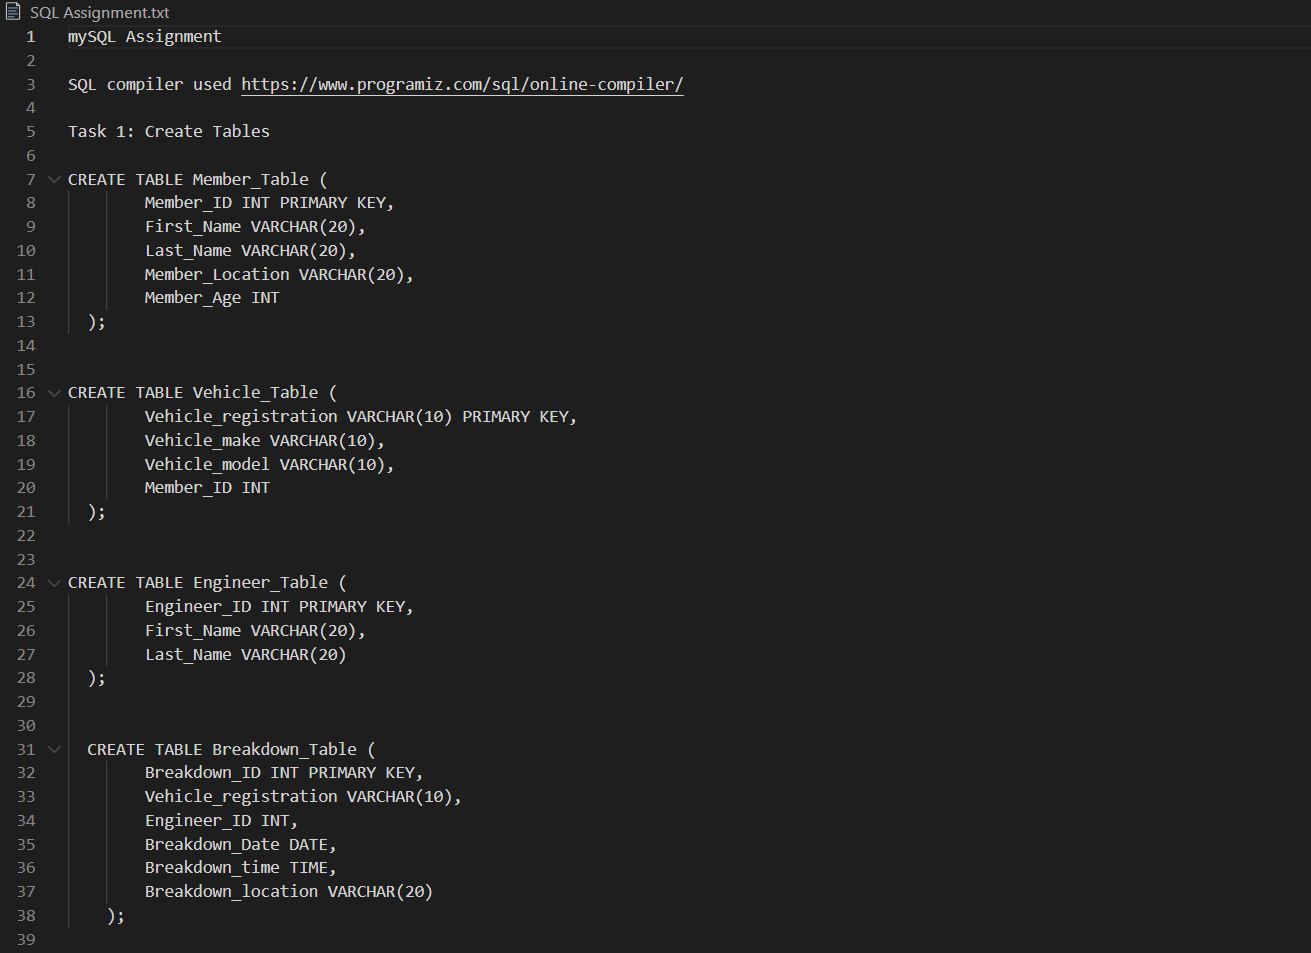 SQL Assignment.txt
1 mySQL Assignment
2
3 SQL compiler used https://www.programiz.com/sql/online-compiler/
4
5 Task 1: Create Tables
6
7 CREATE TABLE Member_Table (
8 Member_ID INT PRIMARY KEY,
9 First_Name VARCHAR(20),
10 Last_Name VARCHAR(20),
11 Member_Location VARCHAR(20),
12 Member_Age INT
13 );
14
15
16 CREATE TABLE Vehicle_Table (
17 Vehicle_registration VARCHAR(10) PRIMARY KEY,
18 Vehicle_make VARCHAR(10),
19 Vehicle_model VARCHAR(10),
20 Member_ID INT
21 );
22
23
24 CREATE TABLE Engineer_Table (
25 Engineer_ID INT PRIMARY KEY,
26 First_Name VARCHAR(20),
27 Last_Name VARCHAR(20)
28 );
29
30
31 CREATE TABLE Breakdown_Table (
32 Breakdown_ID INT PRIMARY KEY,
33 Vehicle_registration VARCHAR(10),
34 Engineer_ID INT,
35 Breakdown_Date DATE,
36 Breakdown_time TIME,
37 Breakdown_location VARCHAR(20)
38 );
39